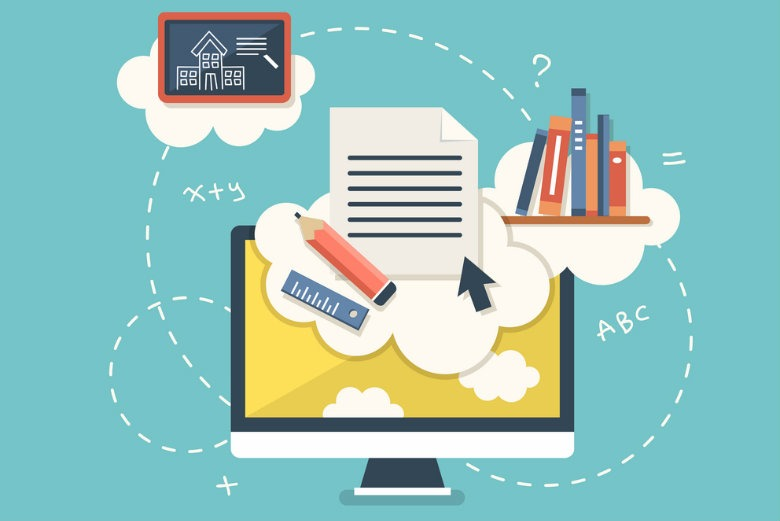 ?
=
x+y
ABC
+